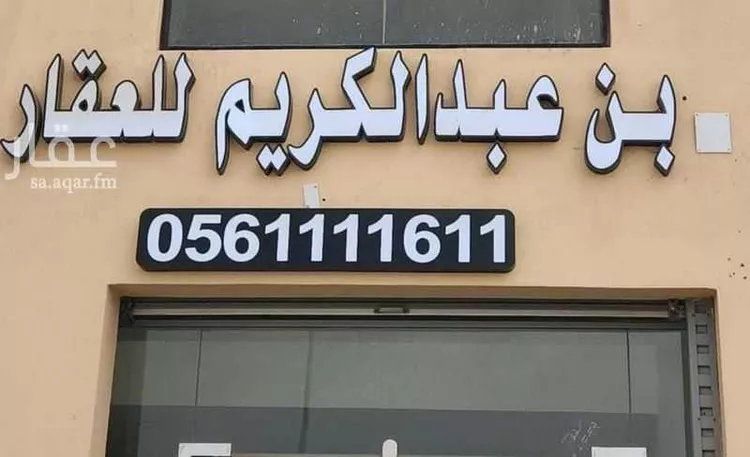 بن عبدالكريم للعقار
عقار
sa.aqar.fm
0561111611